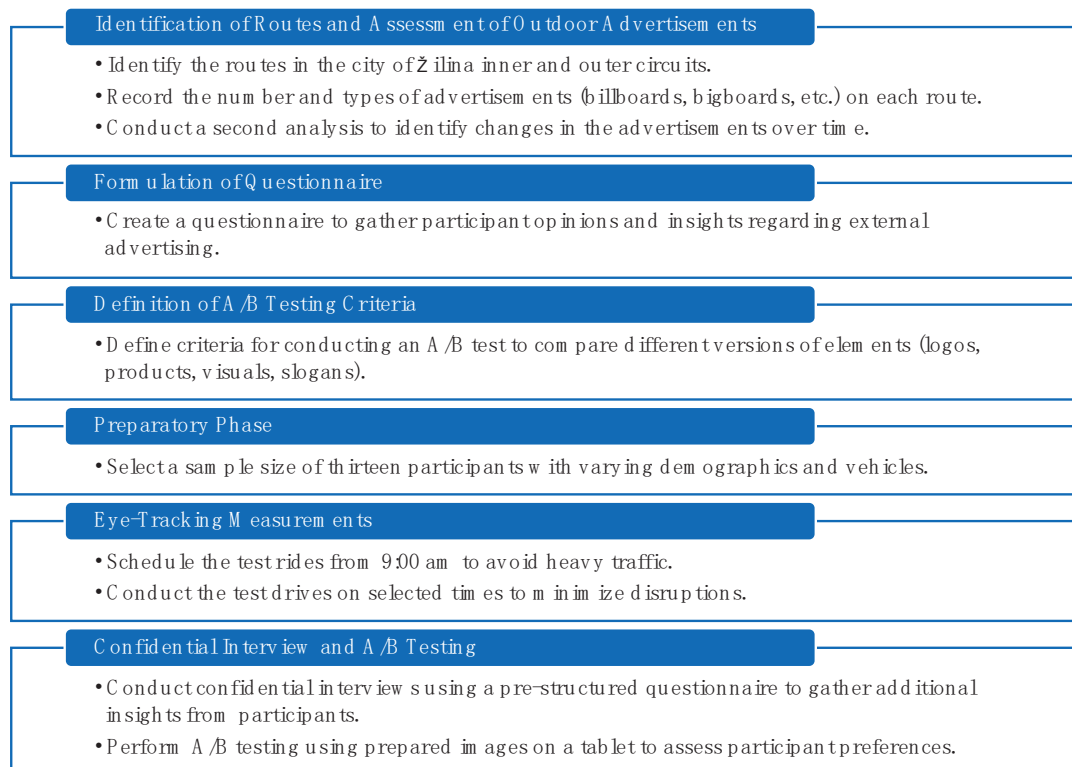 Identification of Routes and Assessment of Outdoor Advertisements
• Identify the routes in the city of Žilina inner and outer circuits.
• Record the number and types of advertisements (billboards, bigboards, etc.) on each route.
• Conduct a second analysis to identify changes in the advertisements over time.
Formulation of Questionnaire
• Create a questionnaire to gather participant opinions and insights regarding external
advertising.
Definition of A/B Testing Criteria
• Define criteria for conducting an A/B test to compare different versions of elements (logos,
products, visuals, slogans).
Preparatory Phase
• Select a sample size of thirteen participants with varying demographics and vehicles.
Eye-Tracking Measurements
• Schedule the test rides from 9:00 am to avoid heavy traffic.
• Conduct the test drives on selected times to minimize disruptions.
Confidential Interview and A/B Testing
• Conduct confidential interviews using a pre-structured questionnaire to gather additional
insights from participants.
• Perform A/B testing using prepared images on a tablet to assess participant preferences.